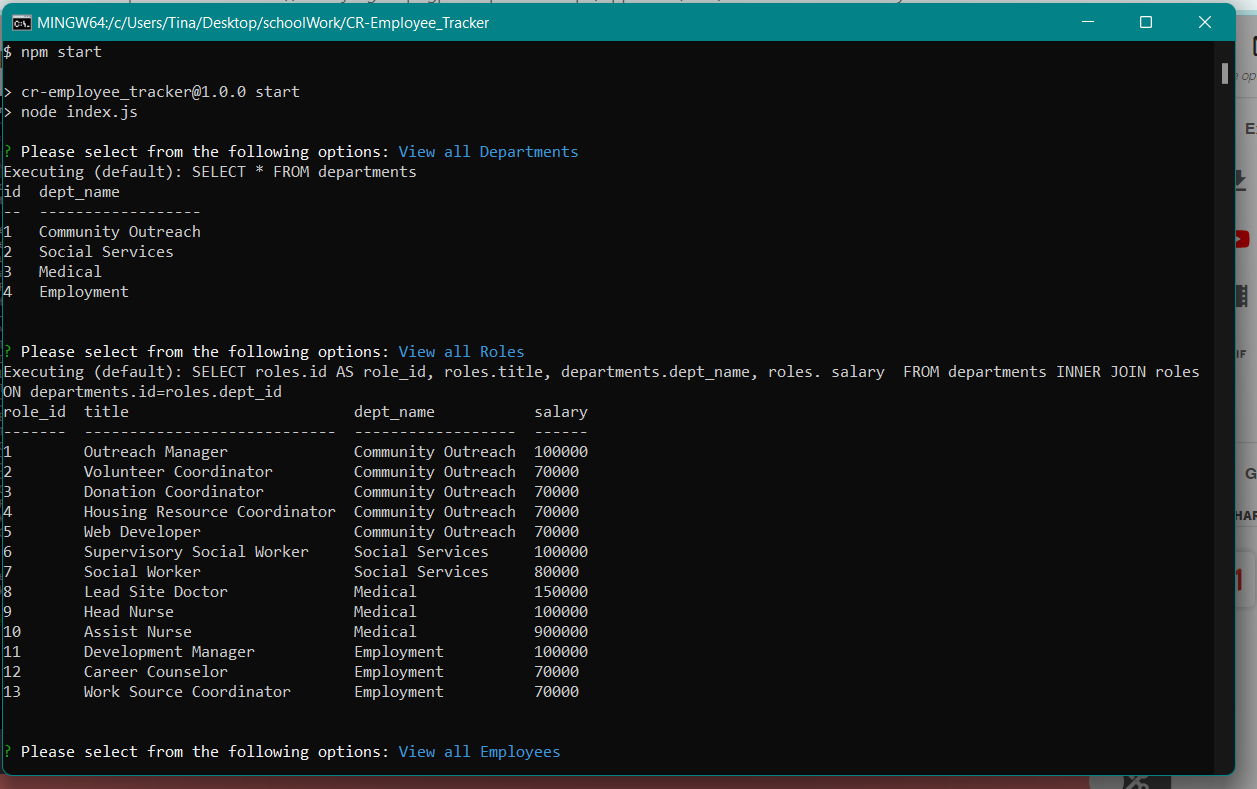 MINGW64:/c/Users/Tina/Desktop/schoolWork/CR-Employee_Tracker
$ npm start
> cr-employee_tracker@1.0.0 start
> node index.js
? Please select from the following options: View all Departments
Executing (default): SELECT * FROM departments
id  dept_name
--  ------------------
1   Community Outreach
2   Social Services
3   Medical
4   Employment
? Please select from the following options: View all Roles
Executing (default): SELECT roles.id AS role_id, roles.title, departments.dept_name, roles. salary  FROM departments INNER JOIN roles
ON departments.id=roles.dept_id
role_id  title                         dept_name           salary
-------  ----------------------------  ------------------  ------
1        Outreach Manager              Community Outreach  100000
2        Volunteer Coordinator         Community Outreach  70000
3        Donation Coordinator          Community Outreach  70000
4        Housing Resource Coordinator  Community Outreach  70000
5        Web Developer                 Community Outreach  70000
6        Supervisory Social Worker     Social Services     100000
7        Social Worker                 Social Services     80000
8        Lead Site Doctor              Medical             150000
9        Head Nurse                    Medical             100000
10       Assist Nurse                  Medical             900000
11       Development Manager           Employment          100000
12       Career Counselor              Employment          70000
13       Work Source Coordinator       Employment          70000
? Please select from the following options: View all Employees